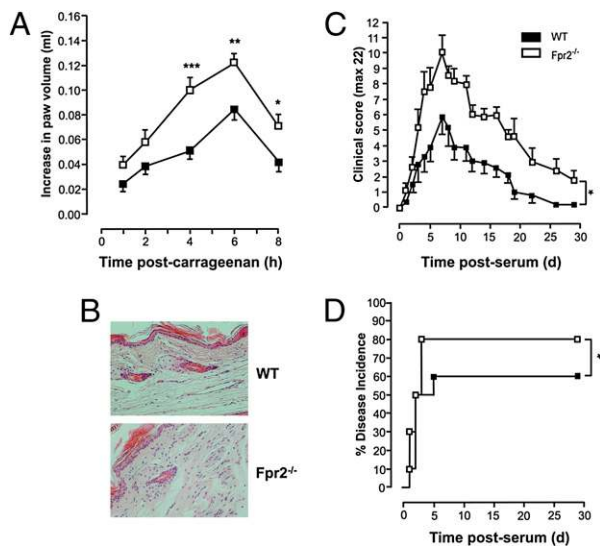 A
Increase in paw volume (ml)
0.16
0.14
0.12
0.10
0.08
0.06
0.04
0.02
0.00
***
**
*
0 2 4 6 8
Time post-carrageenan (h)
B
WT
Fpr2-/-
C
Clinical score (max 22)
12
11
10
9
8
7
6
5
4
3
2
1
0
WT
Fpr2-/-
*
0 5 10 15 20 25 30
Time post-serum (d)
D
% Disease Incidence
100
90
80
70
60
50
40
30
20
10
0
*
0 5 10 15 20 25 30
Time post-serum (d)